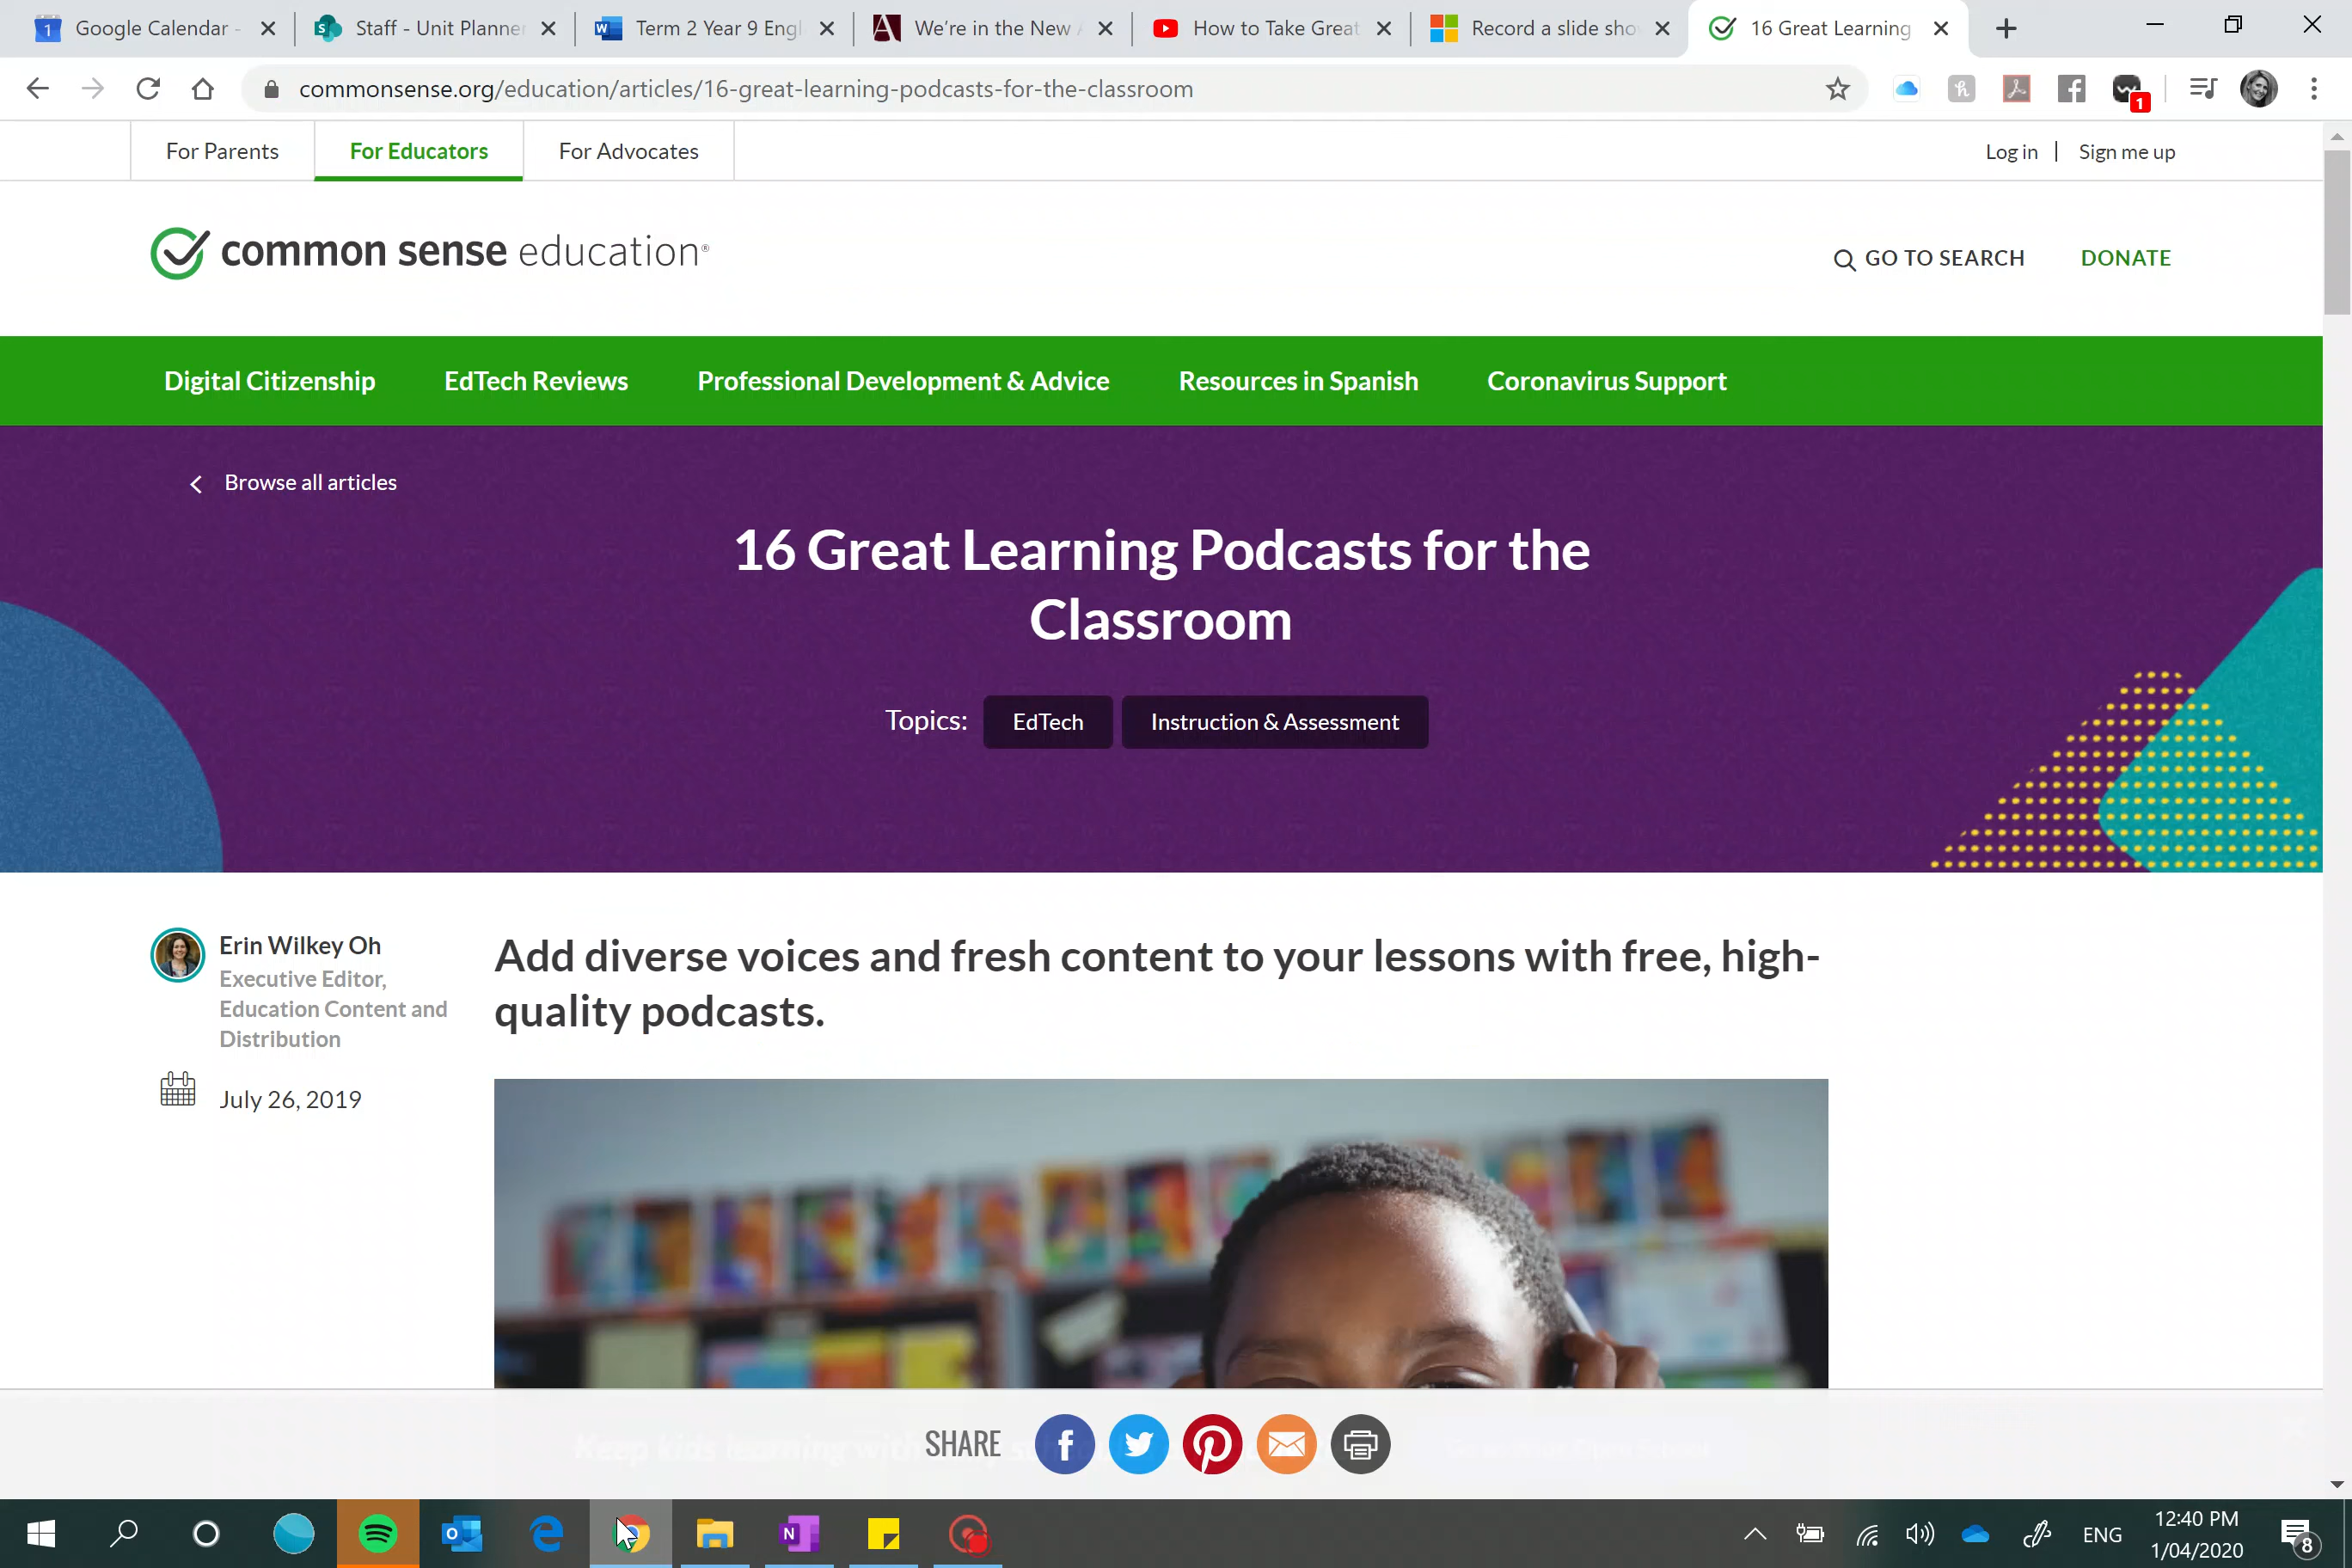 Google Calendar -
Staff - Unit Planner
Term 2 Year 9 Engl
We're in the New A
How to Take Great
Record a slide sho
16 Great Learning
commonsense.org/education/articles/16-great-learning-podcasts-for-the-classroom
1
For Parents
For Educators
For Advocates
Log in
Sign me up
common sense education®
GO TO SEARCH
DONATE
Digital Citizenship
EdTech Reviews
Professional Development & Advice
Resources in Spanish
Coronavirus Support
Browse all articles
16 Great Learning Podcasts for the
Classroom
Topics:
EdTech
Instruction & Assessment
Erin Wilkey Oh
Executive Editor,
Education Content and
Distribution
July 26, 2019
Add diverse voices and fresh content to your lessons with free, high-
quality podcasts.
Keep kids learning with
SHARE
ENG
12:40 PM
1/04/2020
8